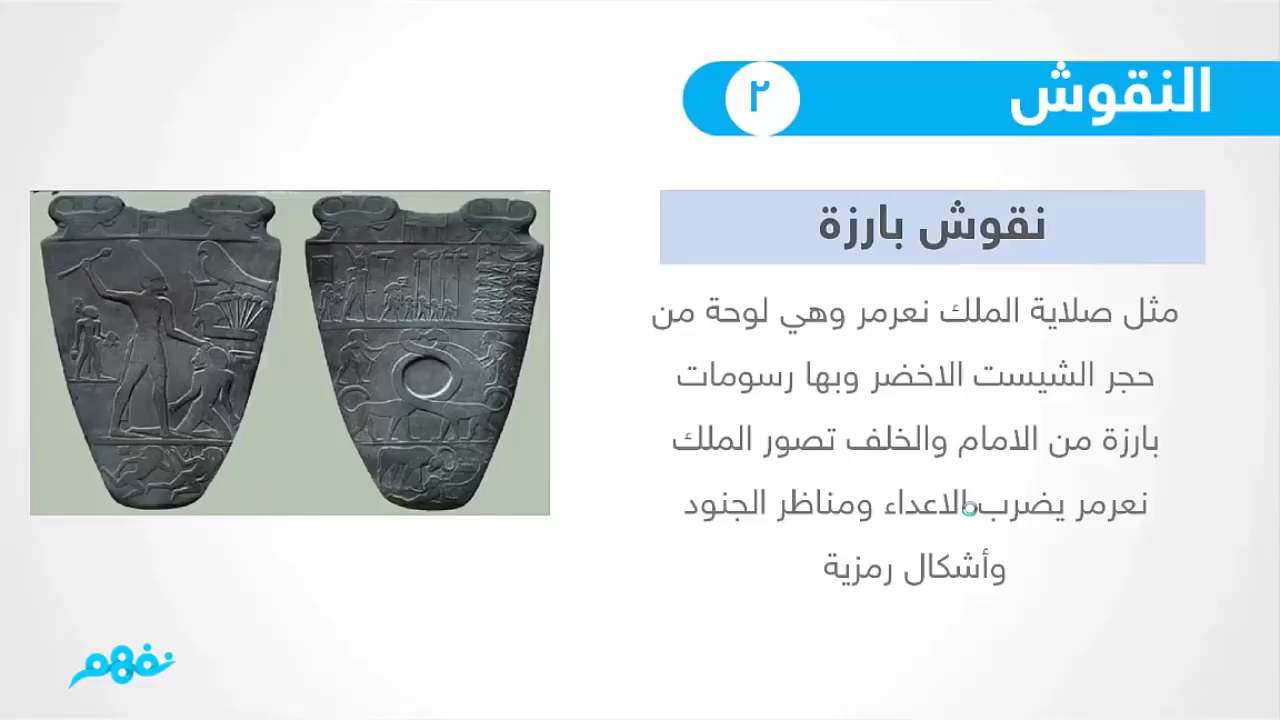 النقوش
٢
نقوش بارزة
مثل صلاية الملك نعرمر وهي لوحة من
حجر الشيست الاخضر وبها رسومات
بارزة من الامام والخلف تصور الملك
نعرمر يضرب الاعداء ومناظر الجنود
وأشكال رمزية
نفهم